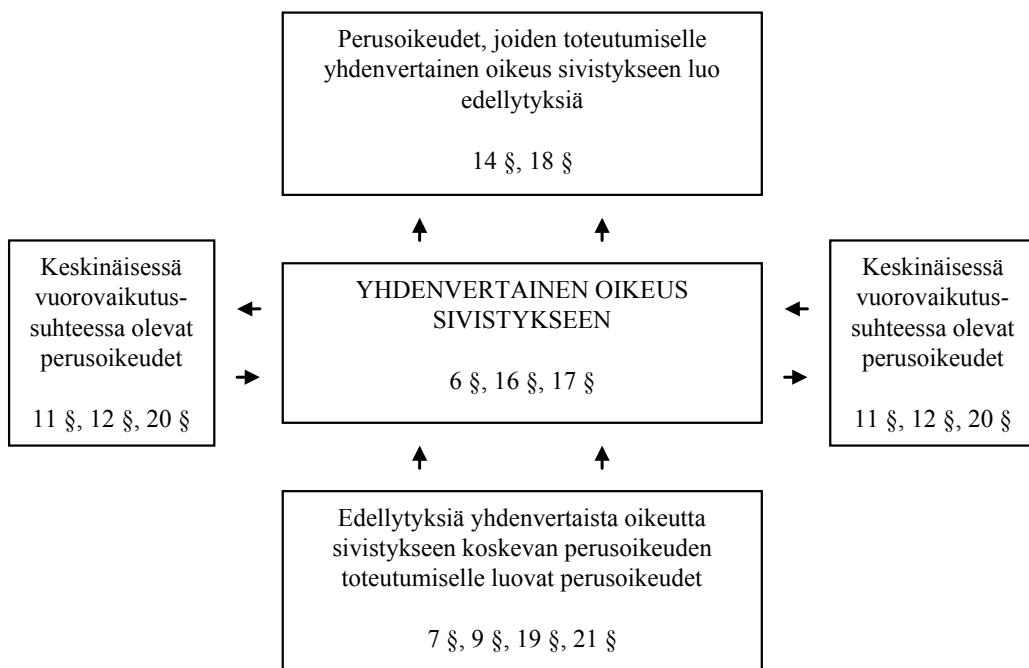 Perusoikeudet, joiden toteutumiselle
yhdenvertainen oikeus sivistykseen luo
edellytyksiä
14 §, 18 §
Keskinäisessä
vuorovaikutus-
suhteessa olevat
perusoikeudet
11 §, 12 §, 20 §
YHDENVERTAINEN OIKEUS
SIVISTYKSEEN
6 §, 16 §, 17 §
Keskinäisessä
vuorovaikutus-
suhteessa olevat
perusoikeudet
11 §, 12 §, 20 §
Edellytyksiä yhdenvertaista oikeutta
sivistykseen koskevan perusoikeuden
toteutumiselle luovat perusoikeudet
7 §, 9 §, 19 §, 21 §